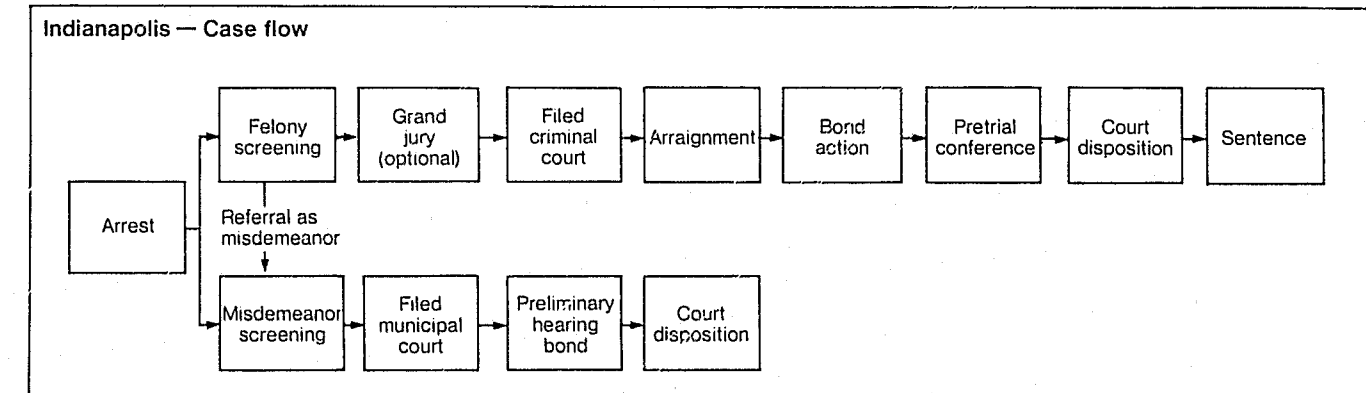 Indianapolis — Case flow
Arrest
Felony
screening
Grand
jury
(optional)
Filed
criminal
court
Arraignment
Bond
action
Pretrial
conference
Court
disposition
Sentence
Referral as
misdemeanor
Misdemeanor
screening
Filed
municipal
court
Preliminary
hearing
bond
Court
disposition